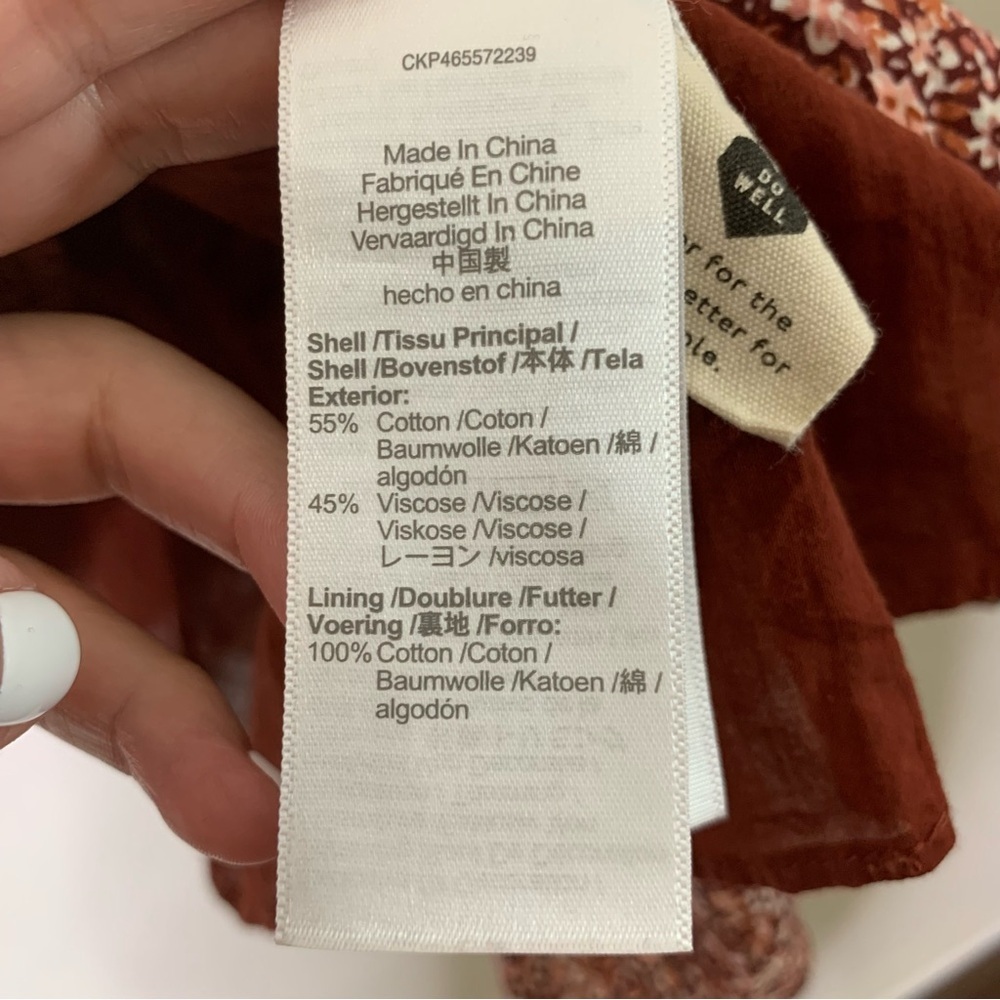 CKP465572239
Made In China
Fabriqué En Chine
Hergestellt In China
Vervaardigd In China
中国製
hecho en china
Shell /Tissu Principal /
Shell /Bovenstof /本体 /Tela
Exterior:
55% Cotton /Coton /
Baumwolle /Katoen /綿 /
algodón
45% Viscose /Viscose /
Viskose /Viscose /
レーヨン /viscosa
Lining /Doublure /Futter /
Voering /裏地 /Forro:
100% Cotton /Coton /
Baumwolle /Katoen /綿 /
algodón
DO
WELL
for the
for